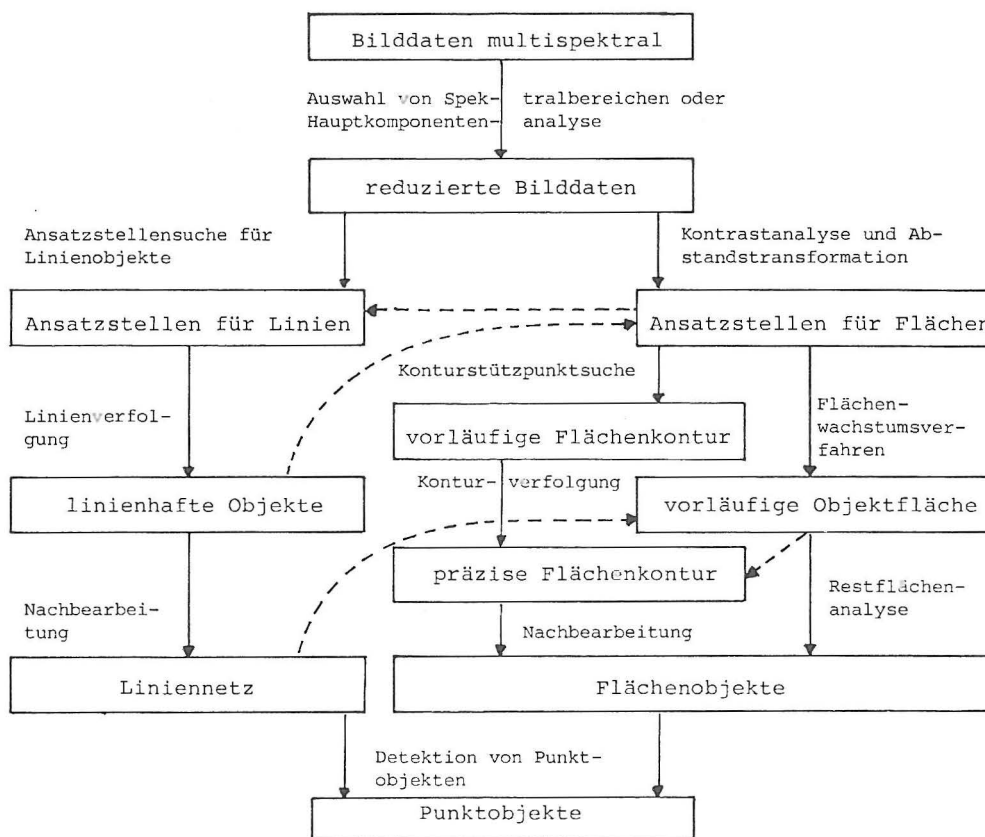 Bilddaten multispektral
Auswahl von Spek- tralbereichen oder
Hauptkomponenten- analyse
reduzierte Bilddaten
Ansatzstellensuche für
Linienobjekte
Kontrastanalyse und Ab-
standstransformation
Ansatzstellen für Linien
Ansatzstellen für Flächen
Konturstützpunktsuche
Linienverfol-
gung
Flächen-
wachstumsver-
fahren
vorläufige Flächenkontur
linienhafte Objekte
Kontur- verfolgung
vorläufige Objektfläche
präzise Flächenkontur
Nachbearbei-
tung
Restflächen-
analyse
Nachbearbeitung
Liniennetz
Flächenobjekte
Detektion von Punkt-
objekten
Punktobjekte